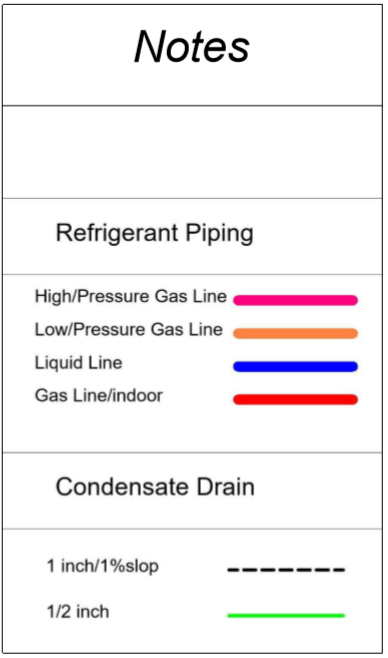 Notes
Refrigerant Piping
High/Pressure Gas Line
Low/Pressure Gas Line
Liquid Line
Gas Line/indoor
Condensate Drain
1 inch/1%slop
1/2 inch